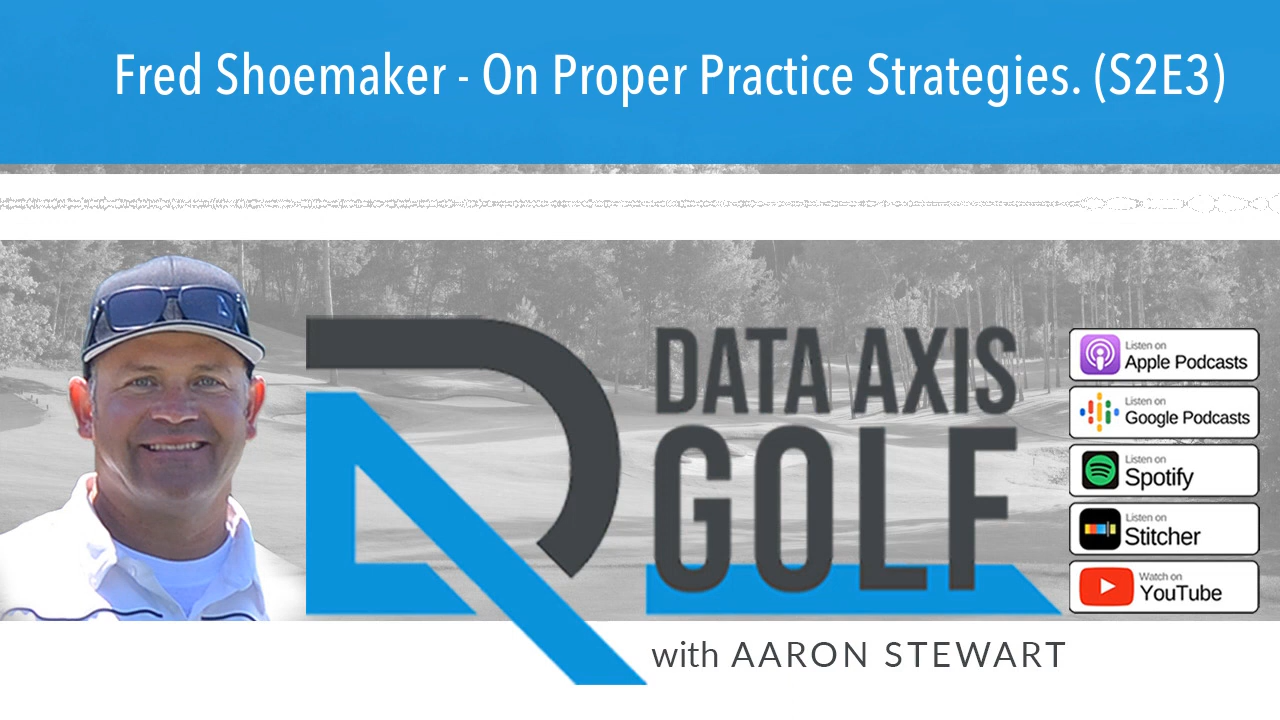 Fred Shoemaker - On Proper Practice Strategies. (S2E3)
DATA AXIS
GOLF
with AARON STEWART
Listen on
Apple Podcasts
Listen on
Google Podcasts
Listen on
Spotify
Listen on
Stitcher
Watch on
YouTube